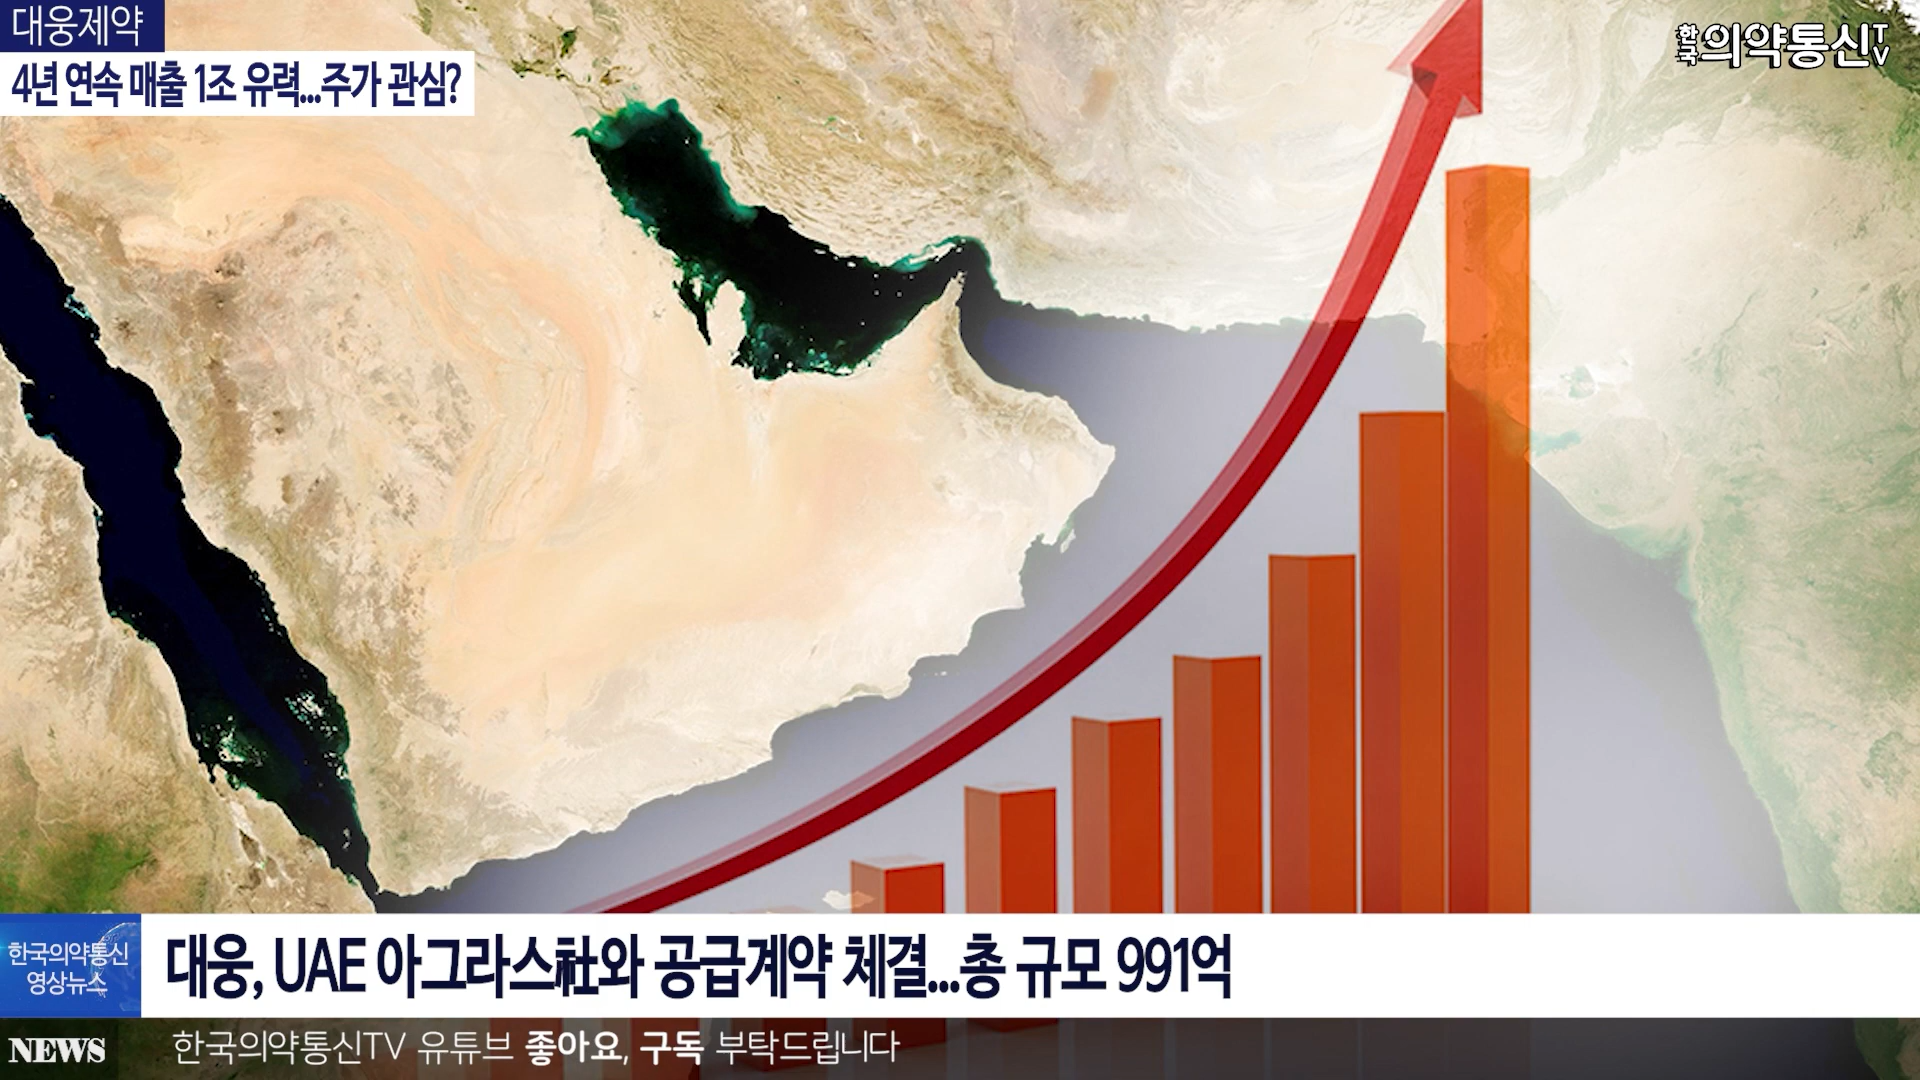 대웅제약
4년 연속 매출 1조 유력...주가 관심?
한국의약통신TV
한국의약통신
영상뉴스
대웅, UAE 아그라스社와 공급계약 체결...총 규모 991억
NEWS
한국의약통신TV 유튜브 좋아요, 구독 부탁드립니다